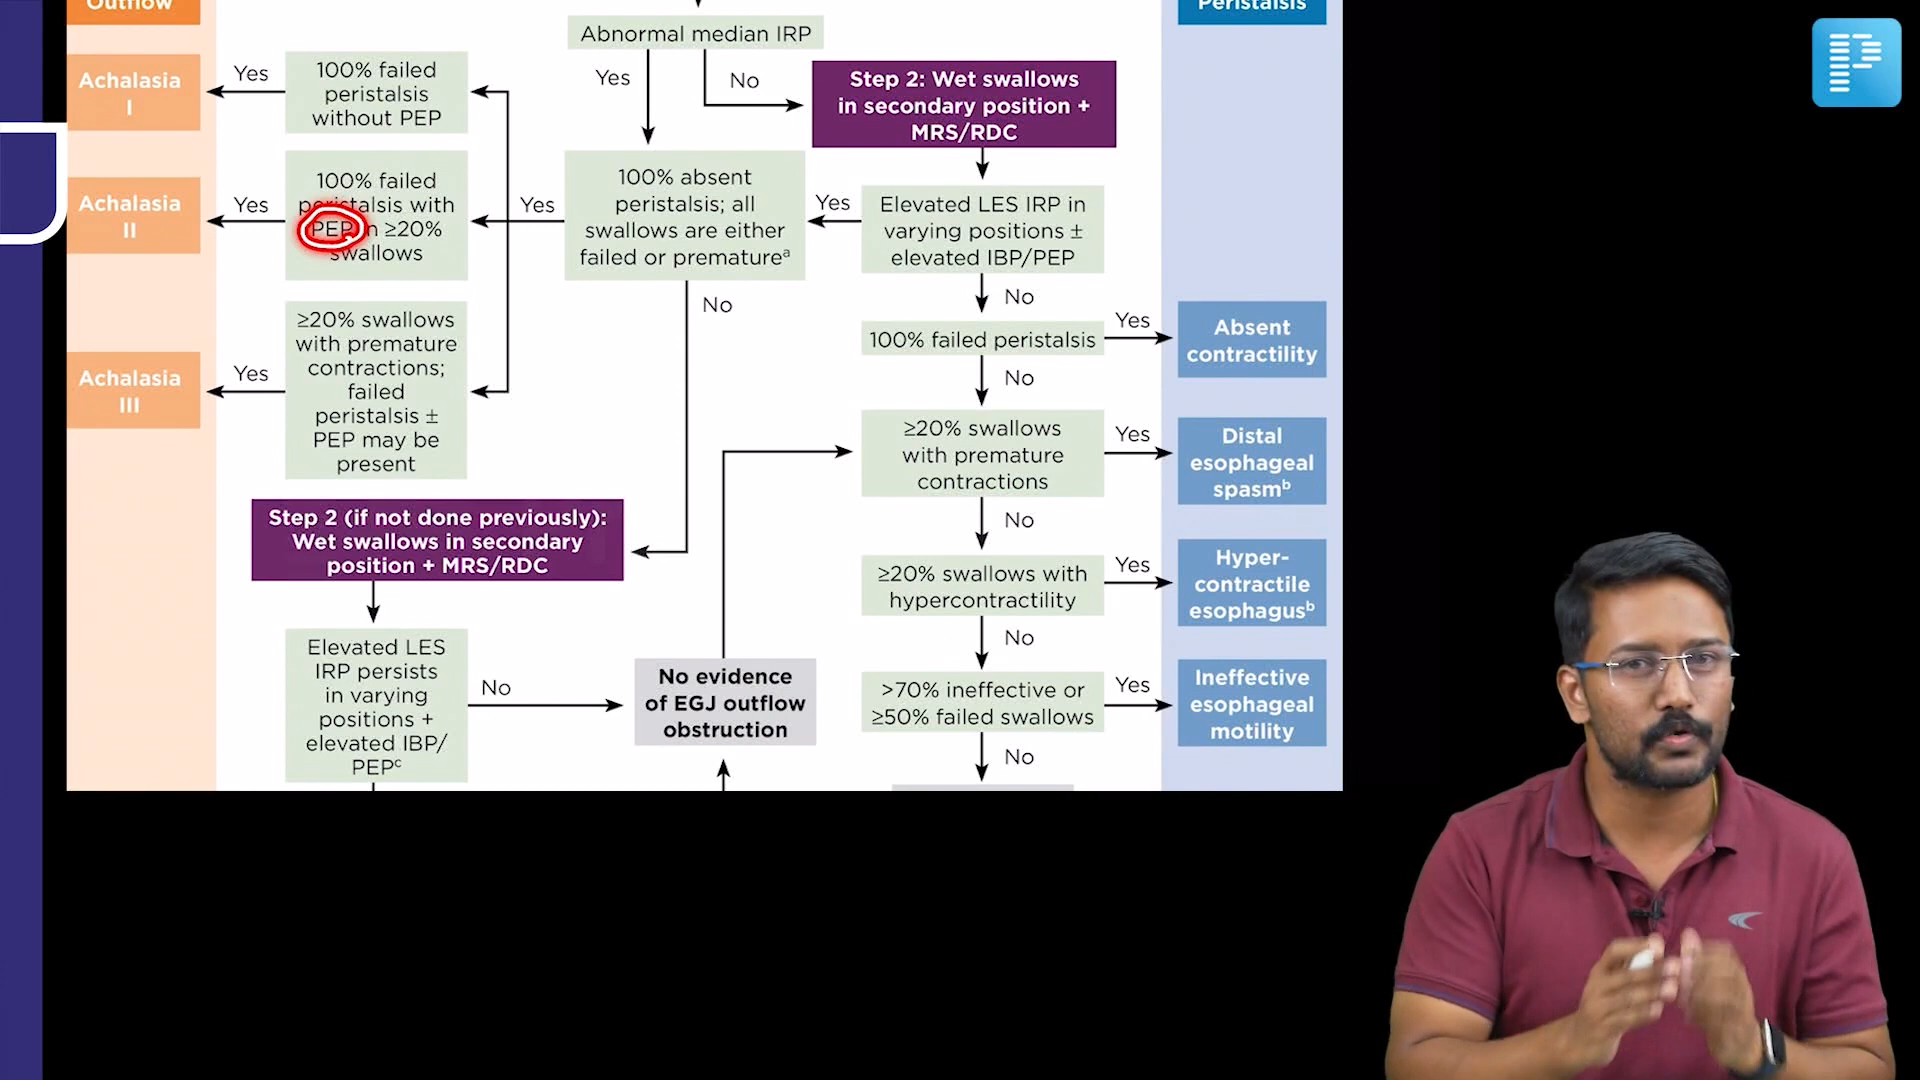 Outflow
Peristalsis
Abnormal median IRP
Yes
No
Achalasia
I
Yes
100% failed
peristalsis
without PEP
Step 2: Wet swallows
in secondary position +
MRS/RDC
Achalasia
II
Yes
100% failed
peristalsis with
PEP in ≥20%
swallows
Yes
100% absent
peristalsis; all
swallows are either
failed or prematureᵃ
Yes
Elevated LES IRP in
varying positions ±
elevated IBP/PEP
No
No
100% failed peristalsis
Yes
Absent
contractility
Achalasia
III
Yes
≥20% swallows
with premature
contractions;
failed
peristalsis ±
PEP may be
present
No
≥20% swallows
with premature
contractions
Yes
Distal
esophageal
spasmᵇ
Step 2 (if not done previously):
Wet swallows in secondary
position + MRS/RDC
No
≥20% swallows with
hypercontractility
Yes
Hyper-
contractile
esophagusᵇ
Elevated LES
IRP persists
in varying
positions +
elevated IBP/
PEPᶜ
No
No evidence
of EGJ outflow
obstruction
No
>70% ineffective or
≥50% failed swallows
Yes
Ineffective
esophageal
motility
No